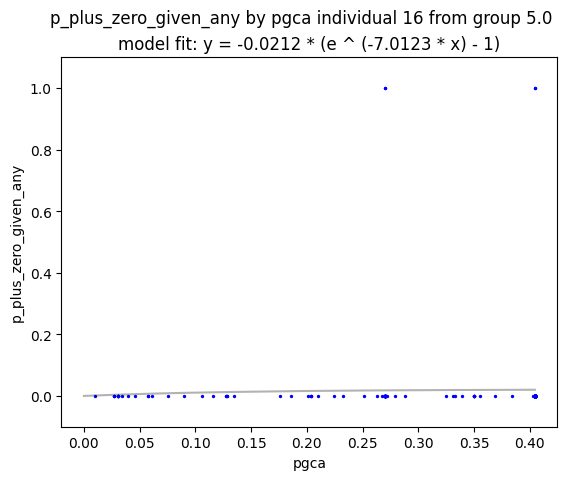 p_plus_zero_given_any by pgca individual 16 from group 5.0
model fit: y = -0.0212 * (e ^ (-7.0123 * x) - 1)
1.0
0.8
0.6
0.4
0.2
0.0
p_plus_zero_given_any
0.00 0.05 0.10 0.15 0.20 0.25 0.30 0.35 0.40
pgca